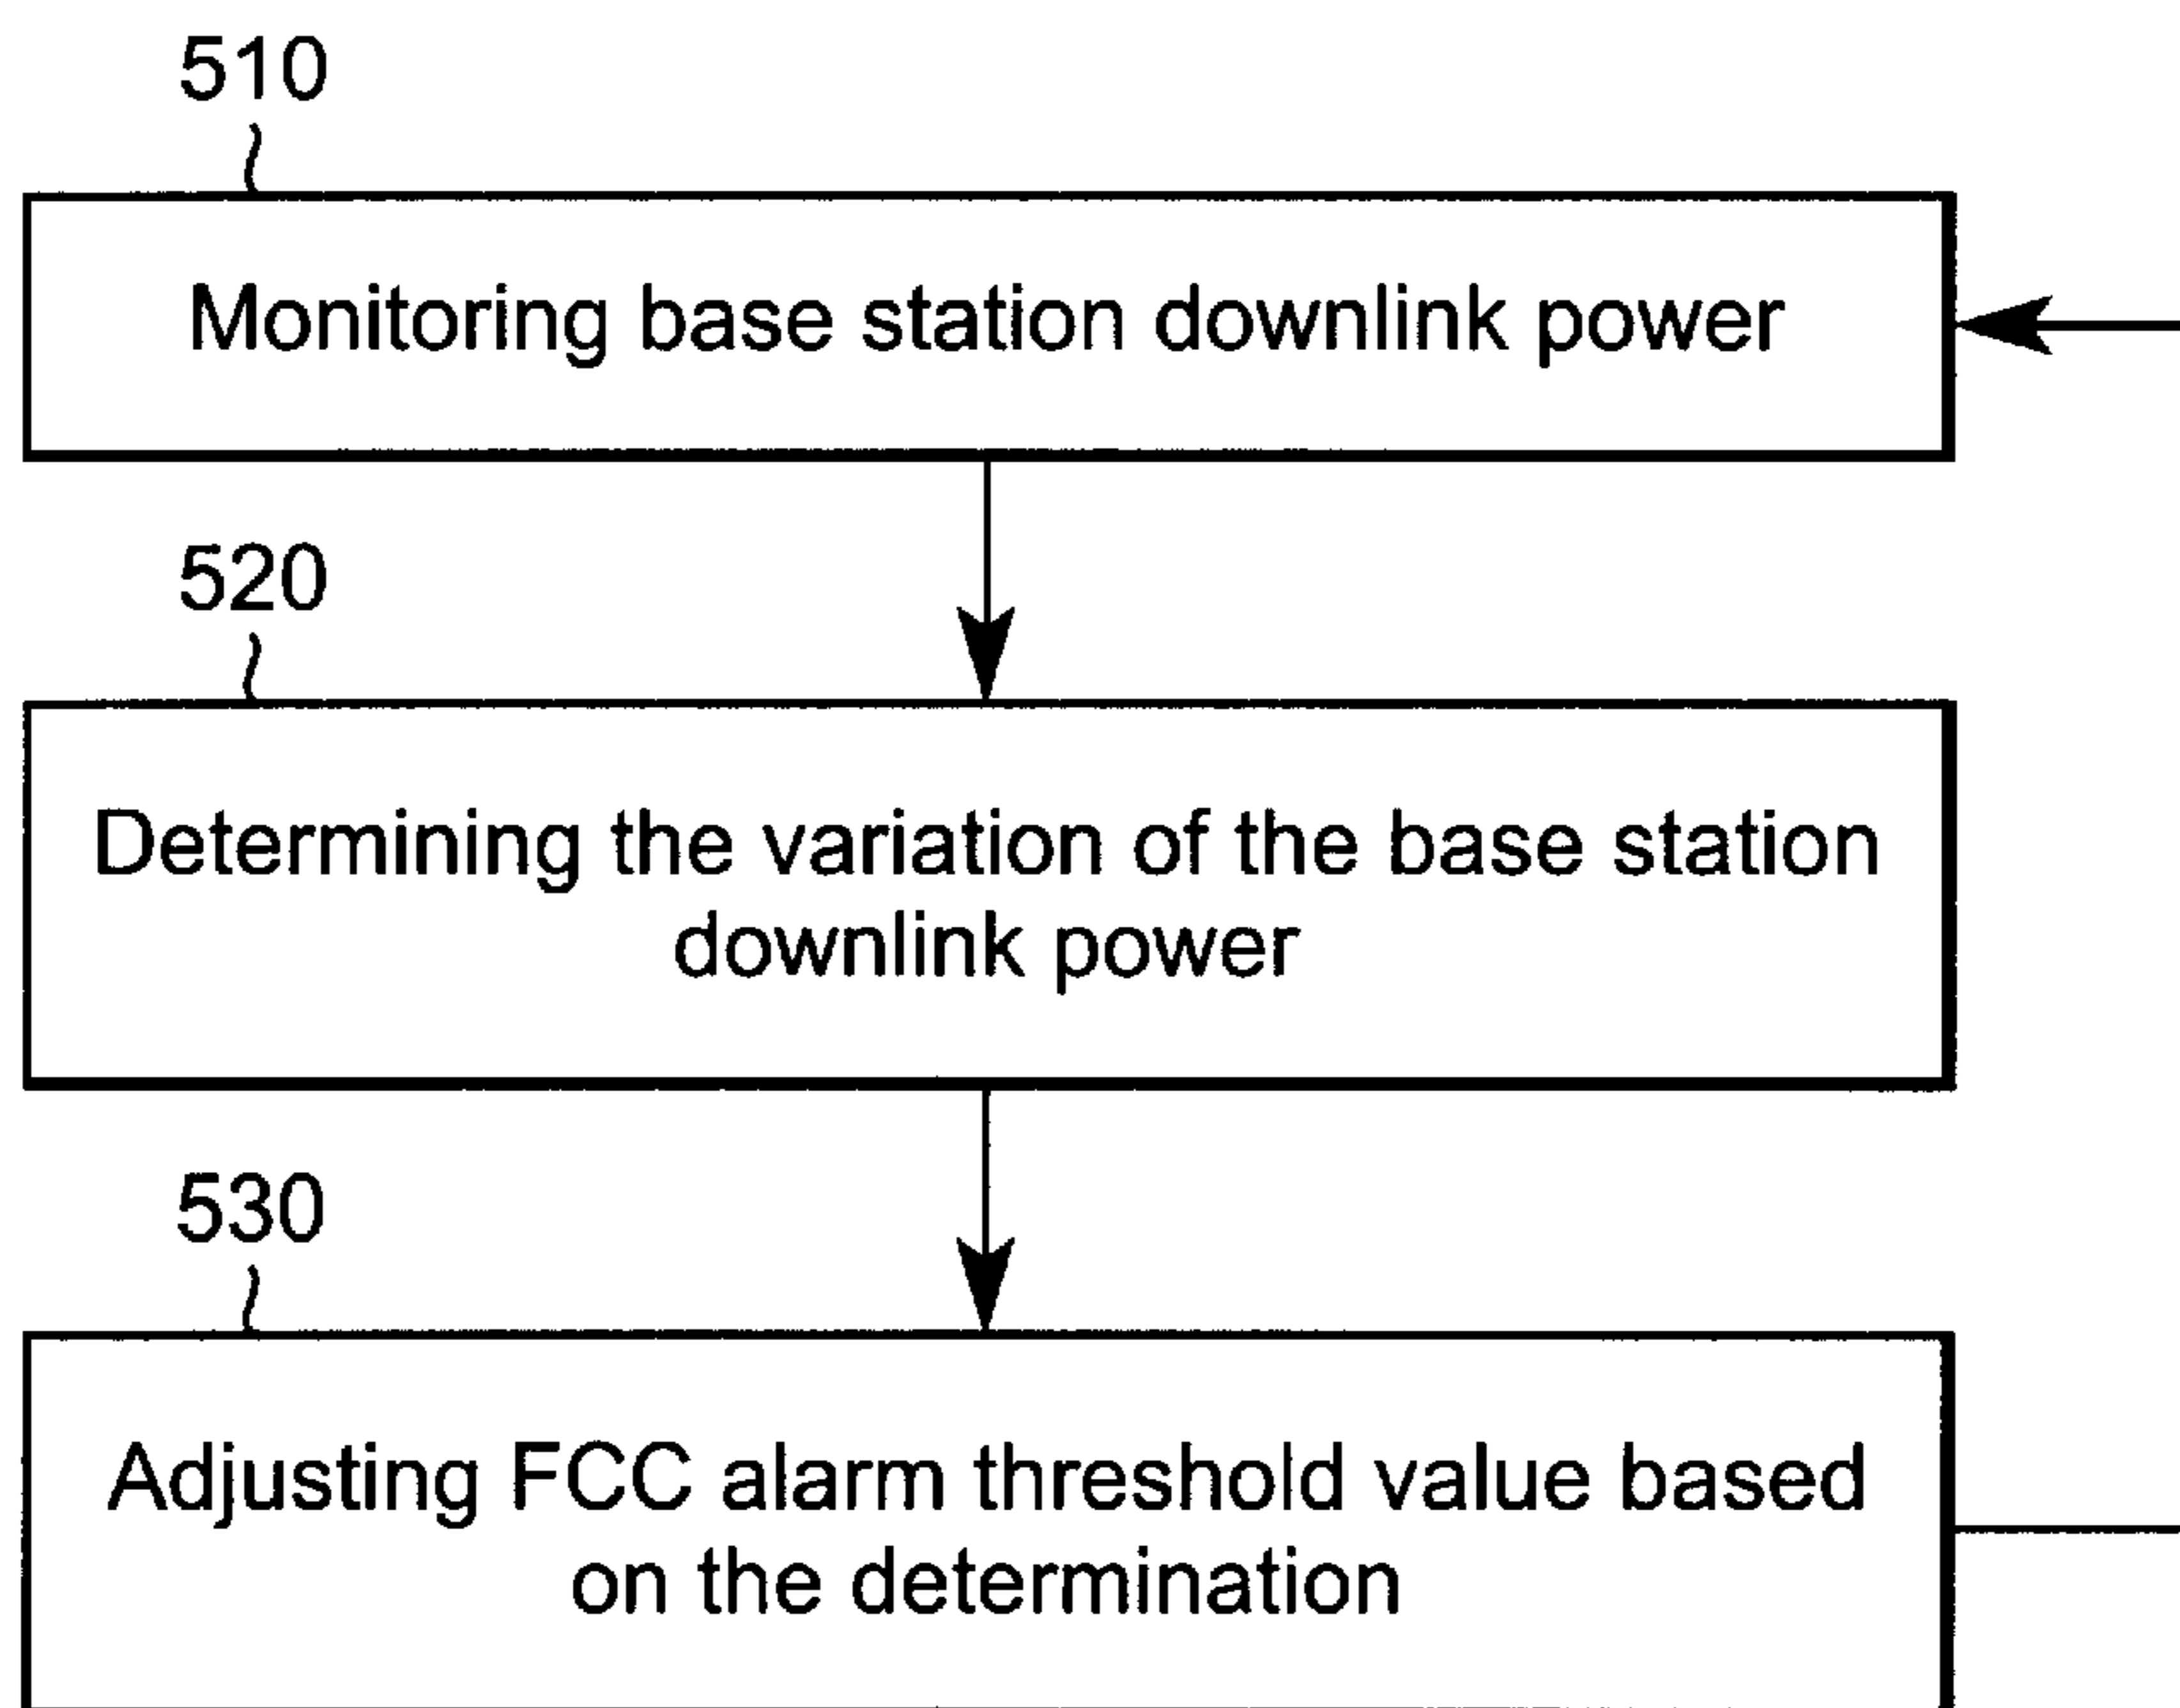 510
Monitoring base station downlink power
520
Determining the variation of the base station
downlink power
530
Adjusting FCC alarm threshold value based
on the determination